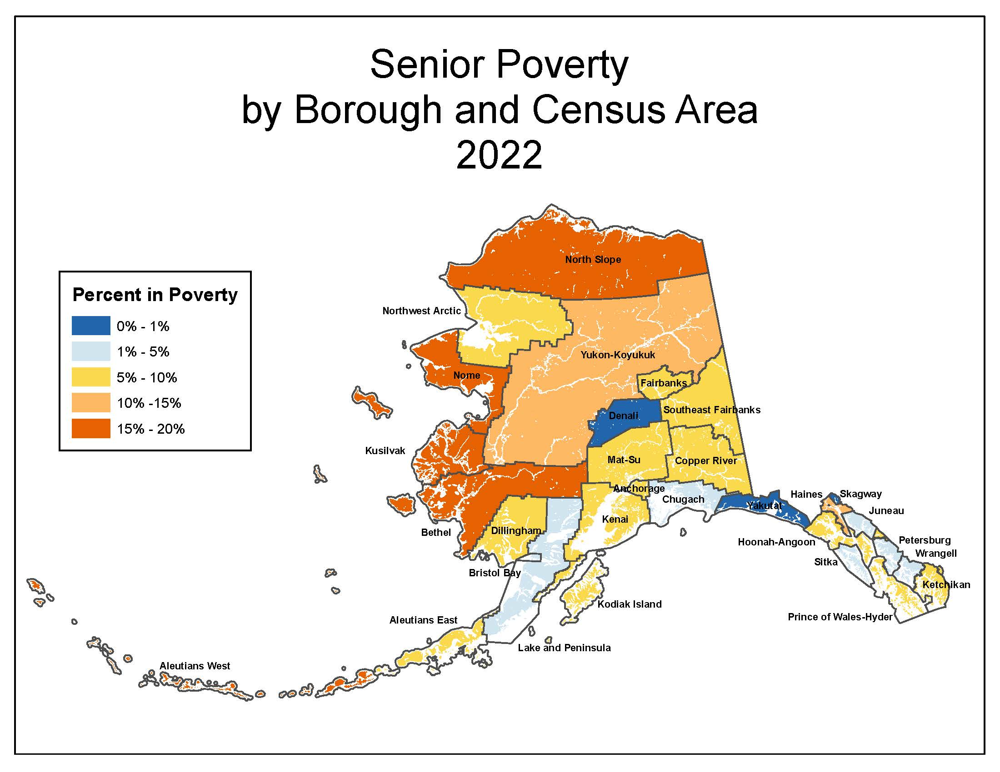 Senior Poverty
by Borough and Census Area
2022
Percent in Poverty
0% - 1%
1% - 5%
5% - 10%
10% -15%
15% - 20%
North Slope
Northwest Arctic
Yukon-Koyukuk
Nome
Fairbanks
Southeast Fairbanks
Denali
Kusilvak
Mat-Su
Copper River
Anchorage
Chugach
Haines
Skagway
Yakutat
Juneau
Kenai
Bethel
Dillingham
Hoonah-Angoon
Petersburg
Wrangell
Sitka
Bristol Bay
Ketchikan
Kodiak Island
Prince of Wales-Hyder
Aleutians East
Lake and Peninsula
Aleutians West